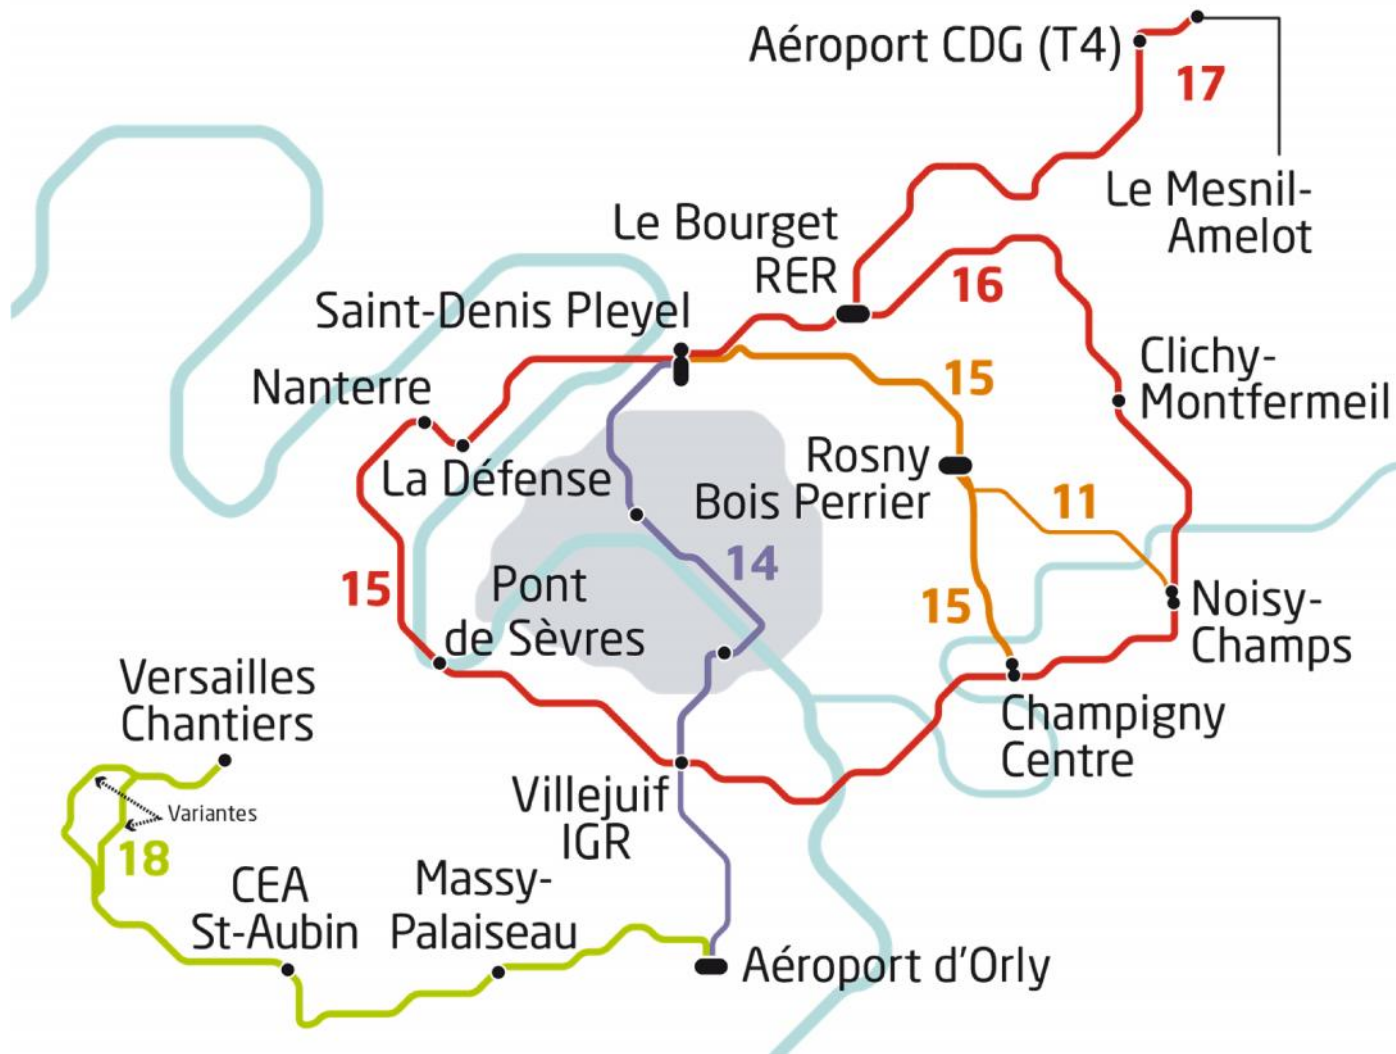 Aéroport CDG (T4)
17
Le Mesnil-
Amelot
Le Bourget
RER
16
Saint-Denis Pleyel
Clichy-
Montfermeil
Nanterre
15
La Défense
Rosny
Bois Perrier
11
14
15
Pont
de Sèvres
15
Noisy-
Champs
Versailles
Chantiers
Champigny
Centre
Variantes
Villejuif
IGR
18
CEA
St-Aubin
Massy-
Palaiseau
Aéroport d'Orly